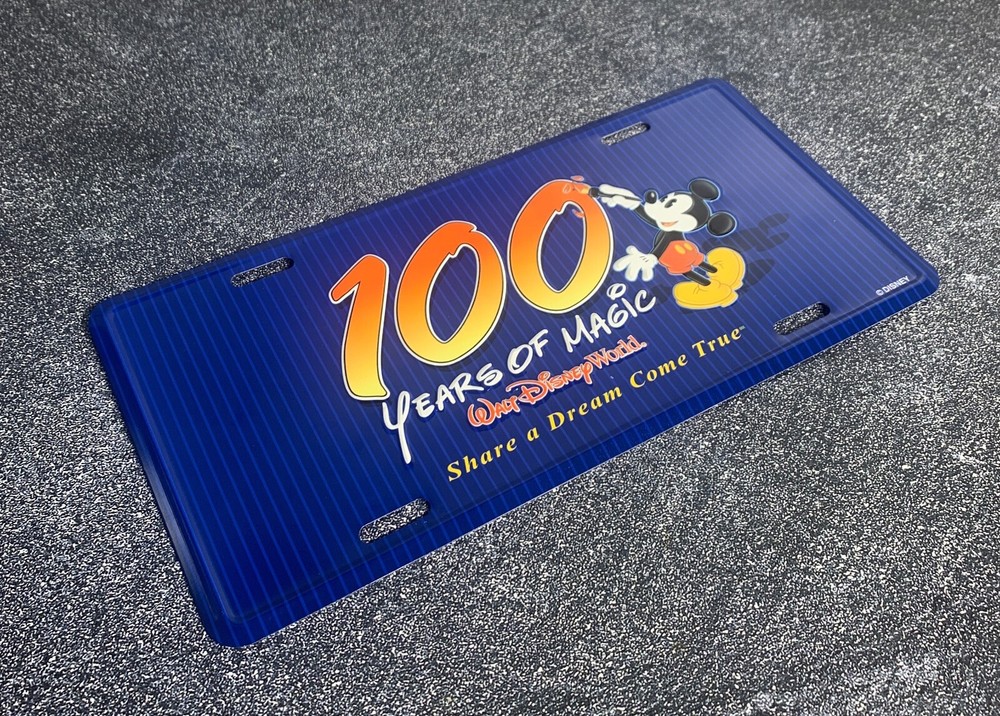 100
YEARS OF MAGIC
WALT DISNEY World.
Share a Dream Come True™
© DISNEY